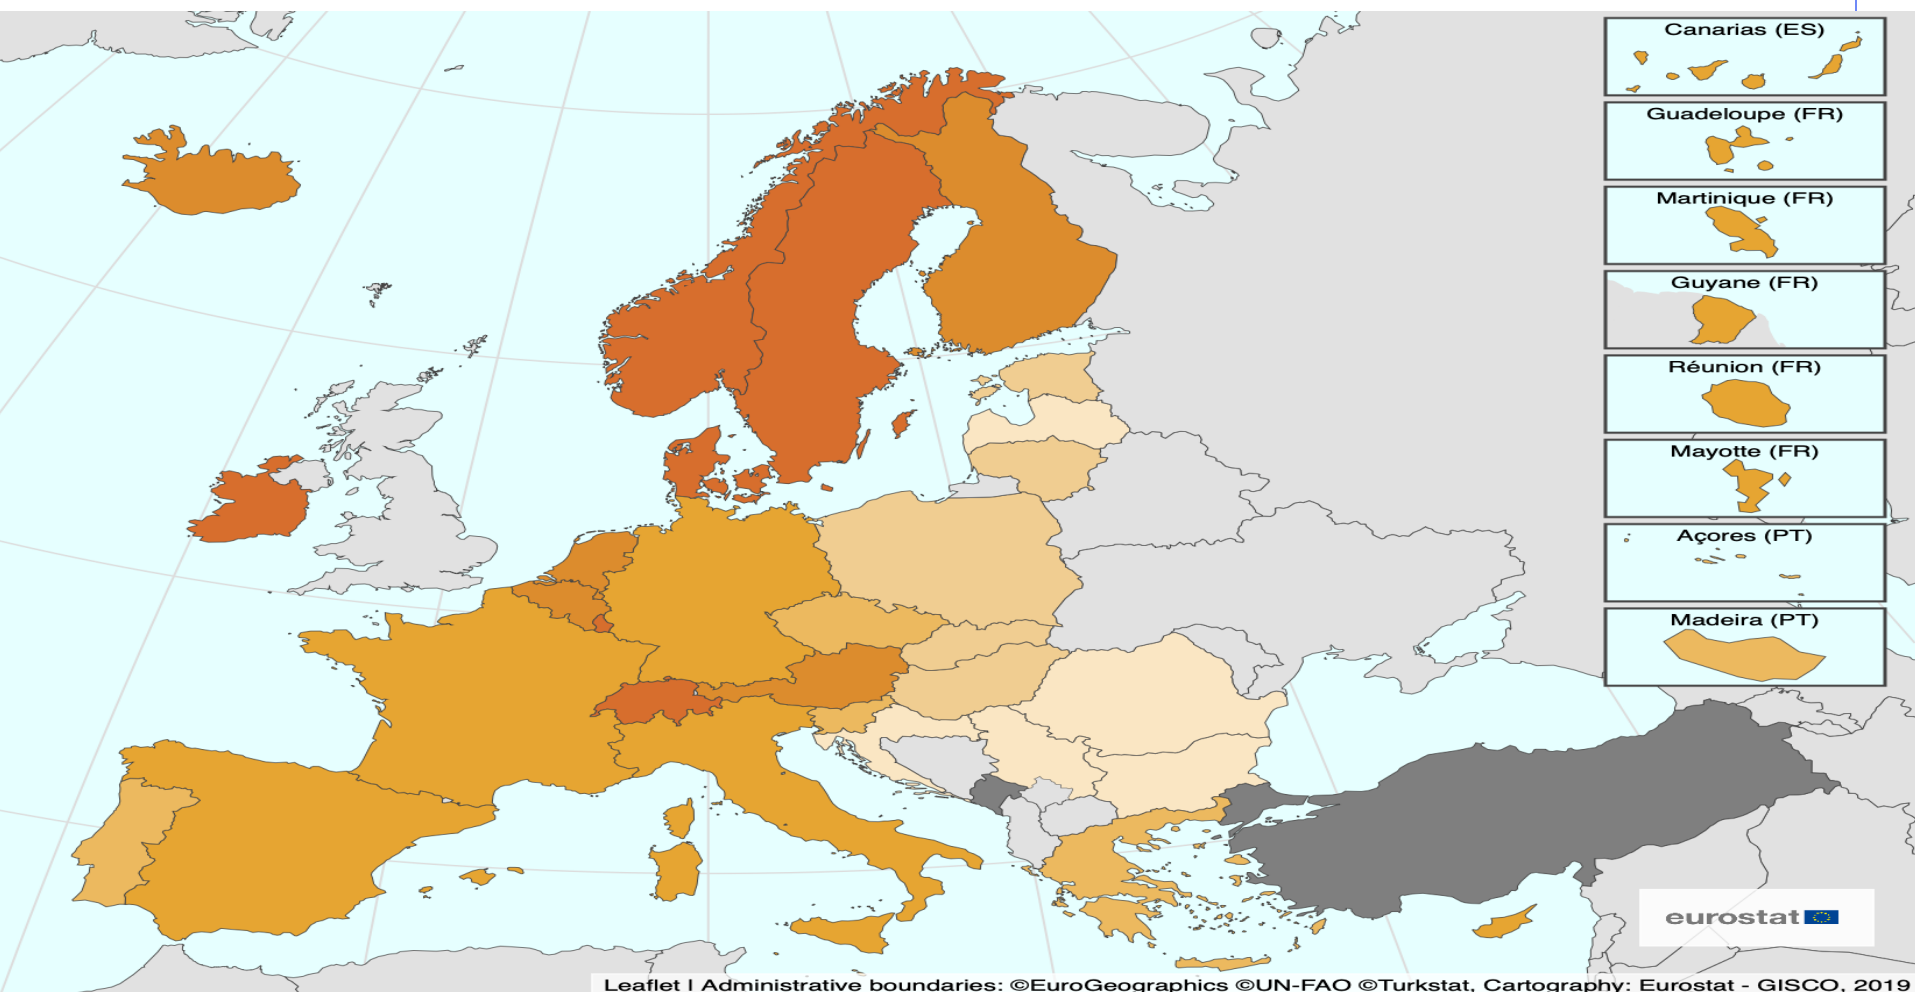 Canarias (ES)
Guadeloupe (FR)
Martinique (FR)
Guyane (FR)
Réunion (FR)
Mayotte (FR)
Açores (PT)
Madeira (PT)
eurostat
Leaflet | Administrative boundaries: ©EuroGeographics ©UN-FAO ©Turkstat, Cartography: Eurostat - GISCO, 2019